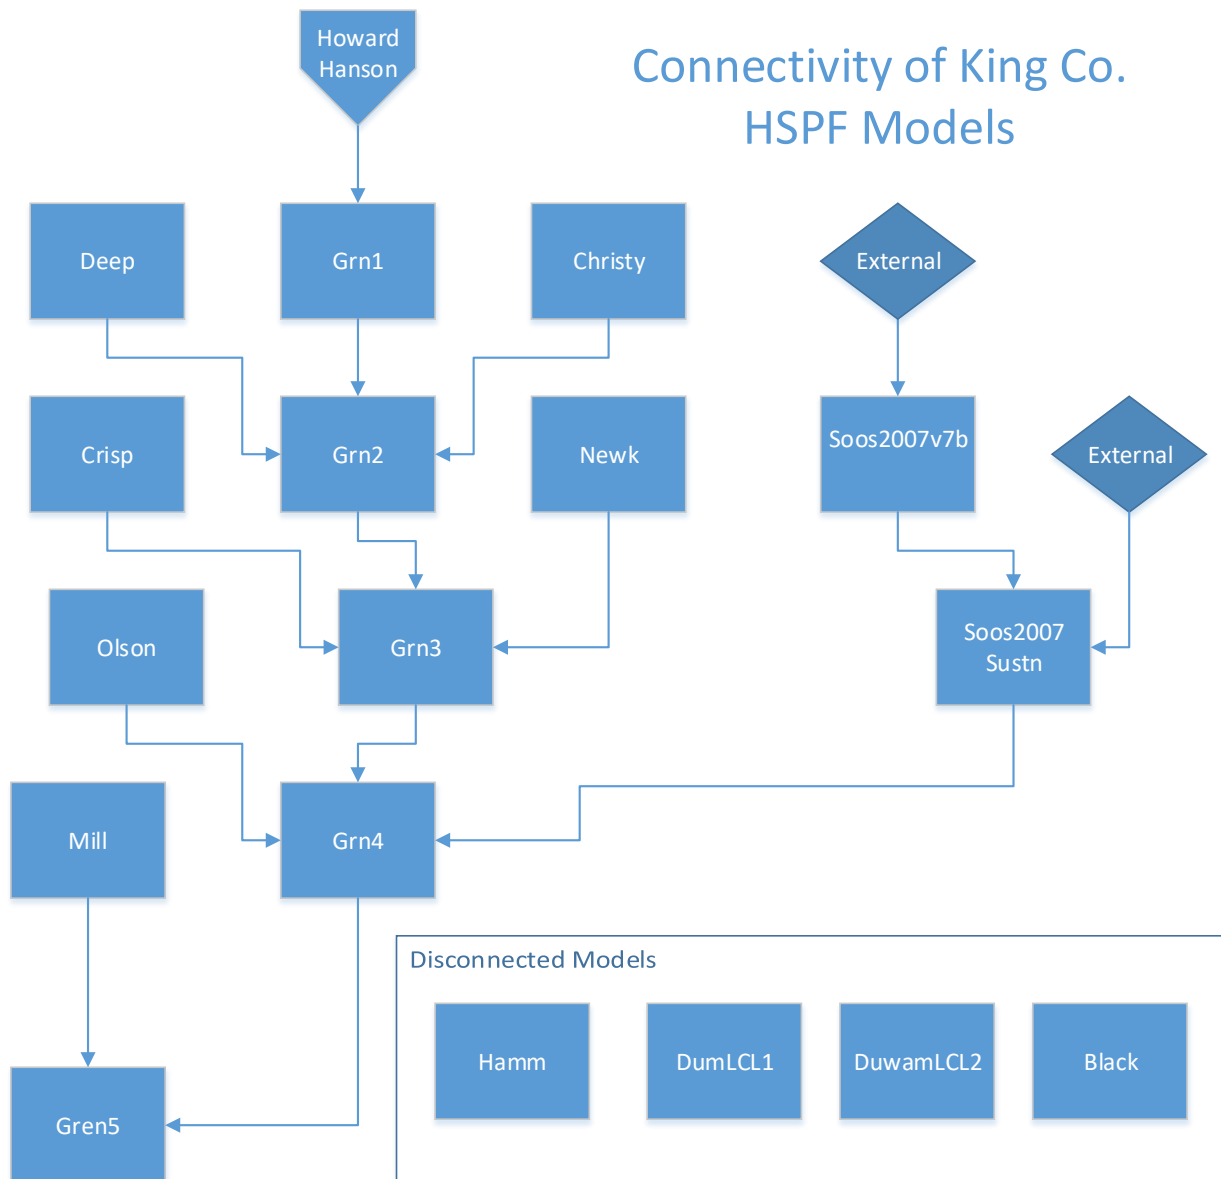 Howard
Hanson
Connectivity of King Co.
HSPF Models
Deep
Grn1
Christy
External
Crisp
Grn2
Newk
Soos2007v7b
External
Olson
Grn3
Soos2007
Sustn
Mill
Grn4
Disconnected Models
Hamm
DumLCL1
DuwamLCL2
Black
Gren5